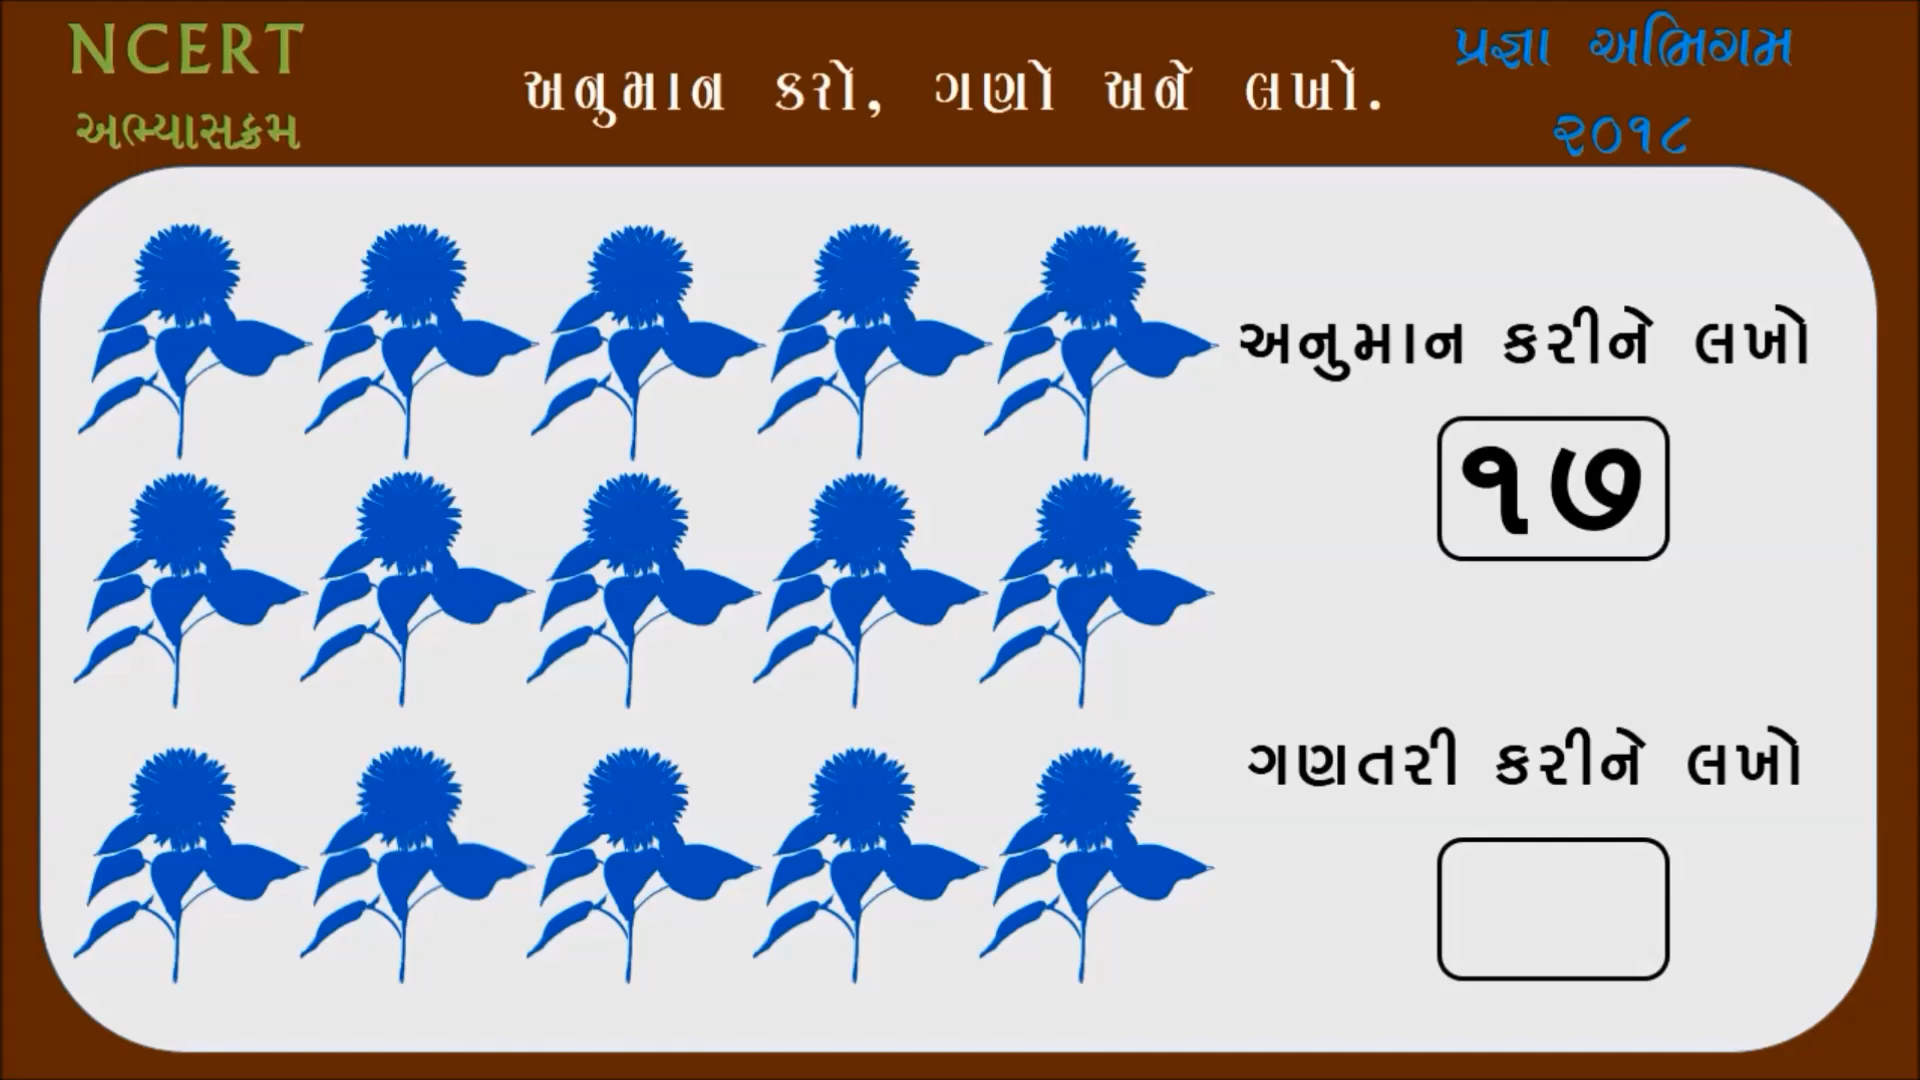 NCERT
અભ્યાસક્રમ
અનુમાન કરો, ગણો અને લખો.
પ્રજ્ઞા અભિગમ
૨૦૧૮
અનુમાન કરીને લખો
૧૭
ગણતરી કરીને લખો